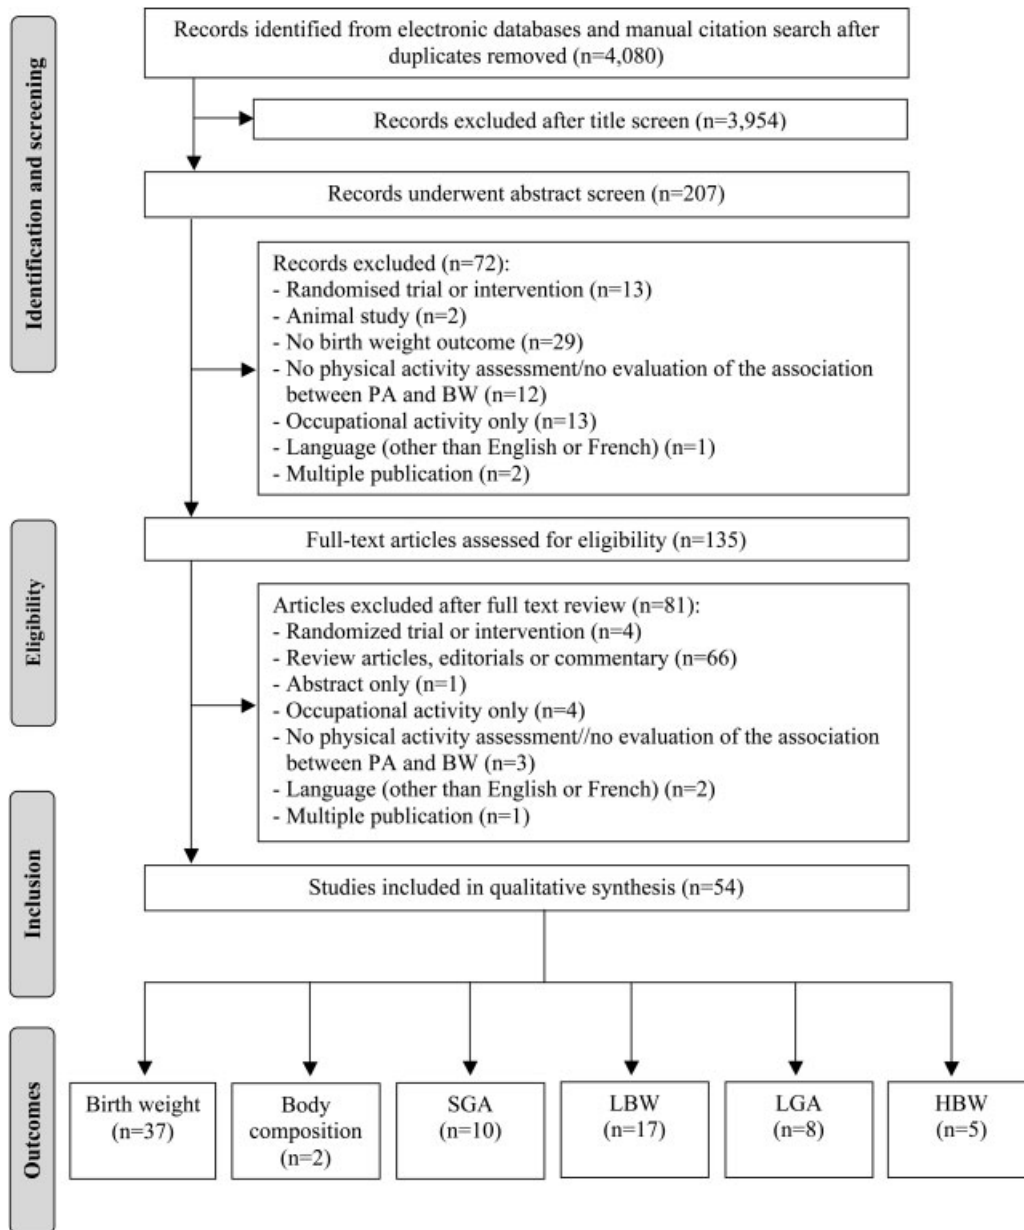 Identification and screening
Records identified from electronic databases and manual citation search after
duplicates removed (n=4,080)
Records excluded after title screen (n=3,954)
Records underwent abstract screen (n=207)
Records excluded (n=72):
- Randomised trial or intervention (n=13)
- Animal study (n=2)
- No birth weight outcome (n=29)
- No physical activity assessment/no evaluation of the association
between PA and BW (n=12)
- Occupational activity only (n=13)
- Language (other than English or French) (n=1)
- Multiple publication (n=2)
Eligibility
Full-text articles assessed for eligibility (n=135)
Articles excluded after full text review (n=81):
- Randomized trial or intervention (n=4)
- Review articles, editorials or commentary (n=66)
- Abstract only (n=1)
- Occupational activity only (n=4)
- No physical activity assessment//no evaluation of the association
between PA and BW (n=3)
- Language (other than English or French) (n=2)
- Multiple publication (n=1)
Inclusion
Studies included in qualitative synthesis (n=54)
Outcomes
Birth weight
(n=37)
Body
composition
(n=2)
SGA
(n=10)
LBW
(n=17)
LGA
(n=8)
HBW
(n=5)